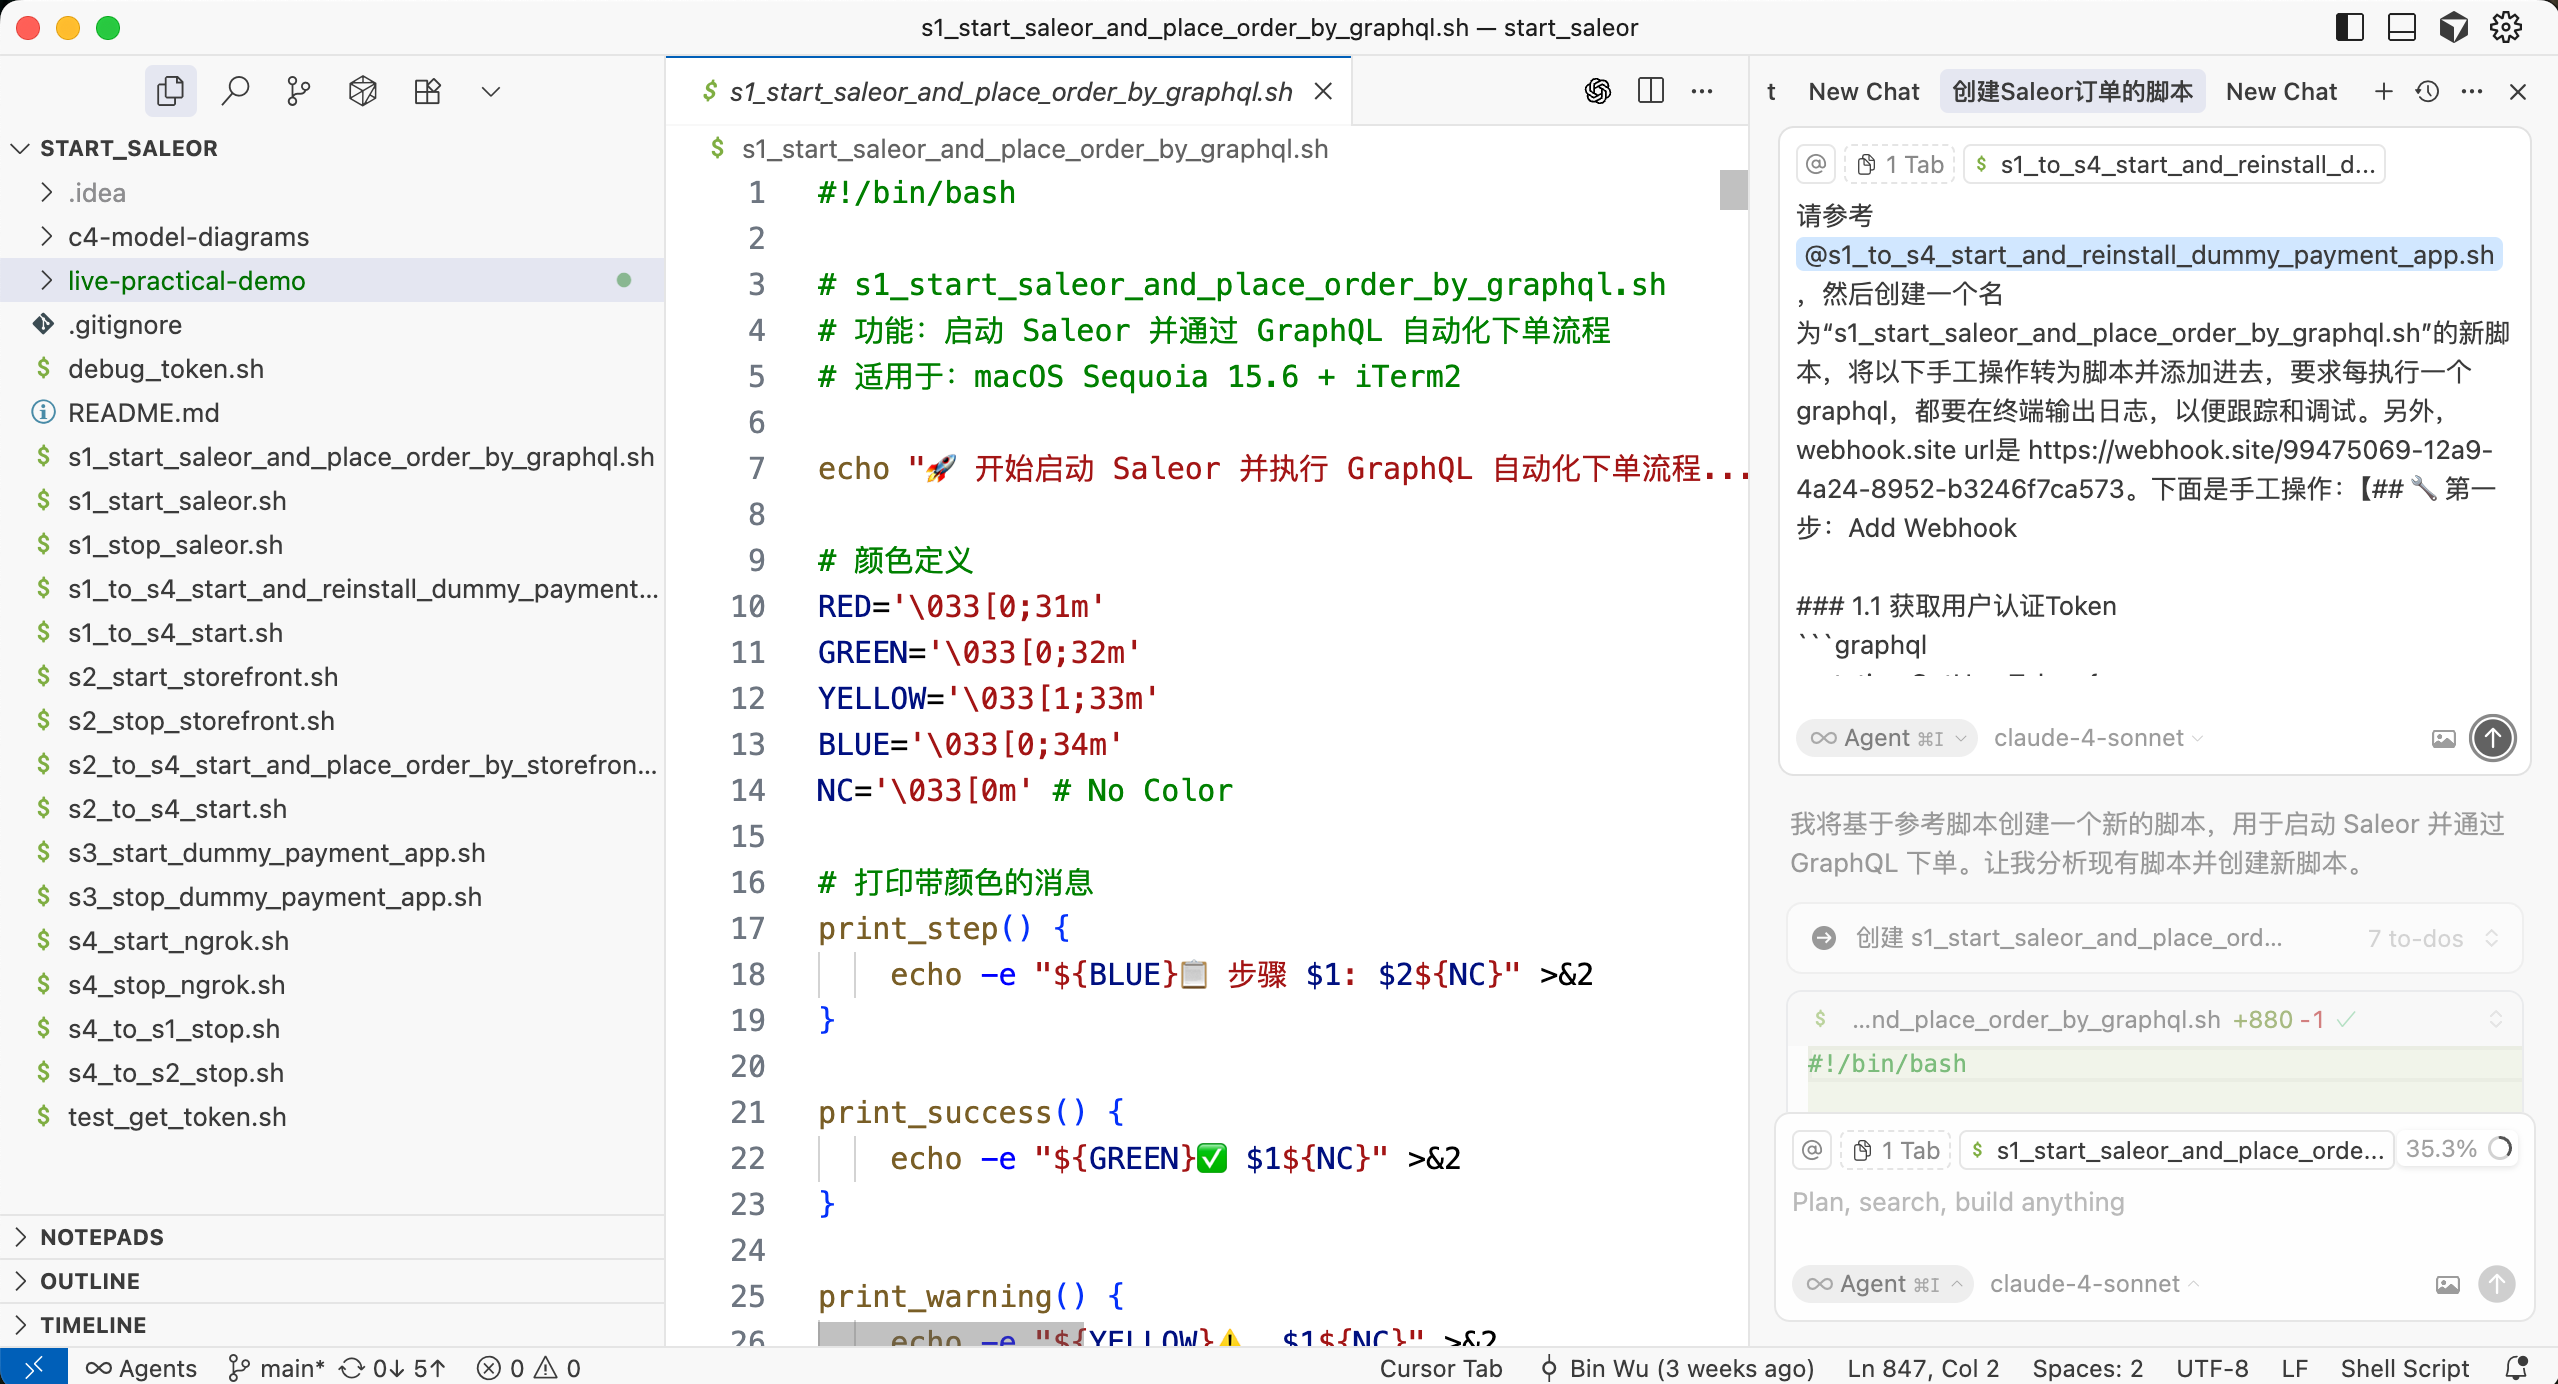 s1_start_saleor_and_place_order_by_graphql.sh — start_saleor
START_SALEOR
.idea
c4-model-diagrams
live-practical-demo
.gitignore
$ debug_token.sh
README.md
$ s1_start_saleor_and_place_order_by_graphql.sh
$ s1_start_saleor.sh
$ s1_stop_saleor.sh
$ s1_to_s4_start_and_reinstall_dummy_payment...
$ s1_to_s4_start.sh
$ s2_start_storefront.sh
$ s2_stop_storefront.sh
$ s2_to_s4_start_and_place_order_by_storefron...
$ s2_to_s4_start.sh
$ s3_start_dummy_payment_app.sh
$ s3_stop_dummy_payment_app.sh
$ s4_start_ngrok.sh
$ s4_stop_ngrok.sh
$ s4_to_s1_stop.sh
$ s4_to_s2_stop.sh
$ test_get_token.sh
NOTEPADS
OUTLINE
TIMELINE
$ s1_start_saleor_and_place_order_by_graphql.sh
$ s1_start_saleor_and_place_order_by_graphql.sh
1 #!/bin/bash
2
3 # s1_start_saleor_and_place_order_by_graphql.sh
4 # 功能：启动 Saleor 并通过 GraphQL 自动化下单流程
5 # 适用于：macOS Sequoia 15.6 + iTerm2
6
7 echo "🚀 开始启动 Saleor 并执行 GraphQL 自动化下单流程...
8
9 # 颜色定义
10 RED='\033[0;31m'
11 GREEN='\033[0;32m'
12 YELLOW='\033[1;33m'
13 BLUE='\033[0;34m'
14 NC='\033[0m' # No Color
15
16 # 打印带颜色的消息
17 print_step() {
18 echo -e "${BLUE}📋 步骤 $1: $2${NC}" >&2
19 }
20
21 print_success() {
22 echo -e "${GREEN}✅ $1${NC}" >&2
23 }
24
25 print_warning() {
26 echo -e "${YELLOW}⚠️ $1${NC}" >&2
t New Chat 创建Saleor订单的脚本 New Chat
@ 1 Tab $ s1_to_s4_start_and_reinstall_d...
请参考
@s1_to_s4_start_and_reinstall_dummy_payment_app.sh
，然后创建一个名
为“s1_start_saleor_and_place_order_by_graphql.sh”的新脚
本，将以下手工操作转为脚本并添加进去，要求每执行一个
graphql，都要在终端输出日志，以便跟踪和调试。另外，
webhook.site url是 https://webhook.site/99475069-12a9-
4a24-8952-b3246f7ca573。下面是手工操作：【## 🔧 第一
步：Add Webhook
### 1.1 获取用户认证Token
```graphql
Agent ⌘I claude-4-sonnet
我将基于参考脚本创建一个新的脚本，用于启动 Saleor 并通过
GraphQL 下单。让我分析现有脚本并创建新脚本。
创建 s1_start_saleor_and_place_ord... 7 to-dos
$ ...nd_place_order_by_graphql.sh +880 -1
#!/bin/bash
@ 1 Tab $ s1_start_saleor_and_place_orde... 35.3%
Plan, search, build anything
Agent ⌘I claude-4-sonnet
Agents main* 0↓ 5↑ 0 0 Cursor Tab Bin Wu (3 weeks ago) Ln 847, Col 2 Spaces: 2 UTF-8 LF Shell Script